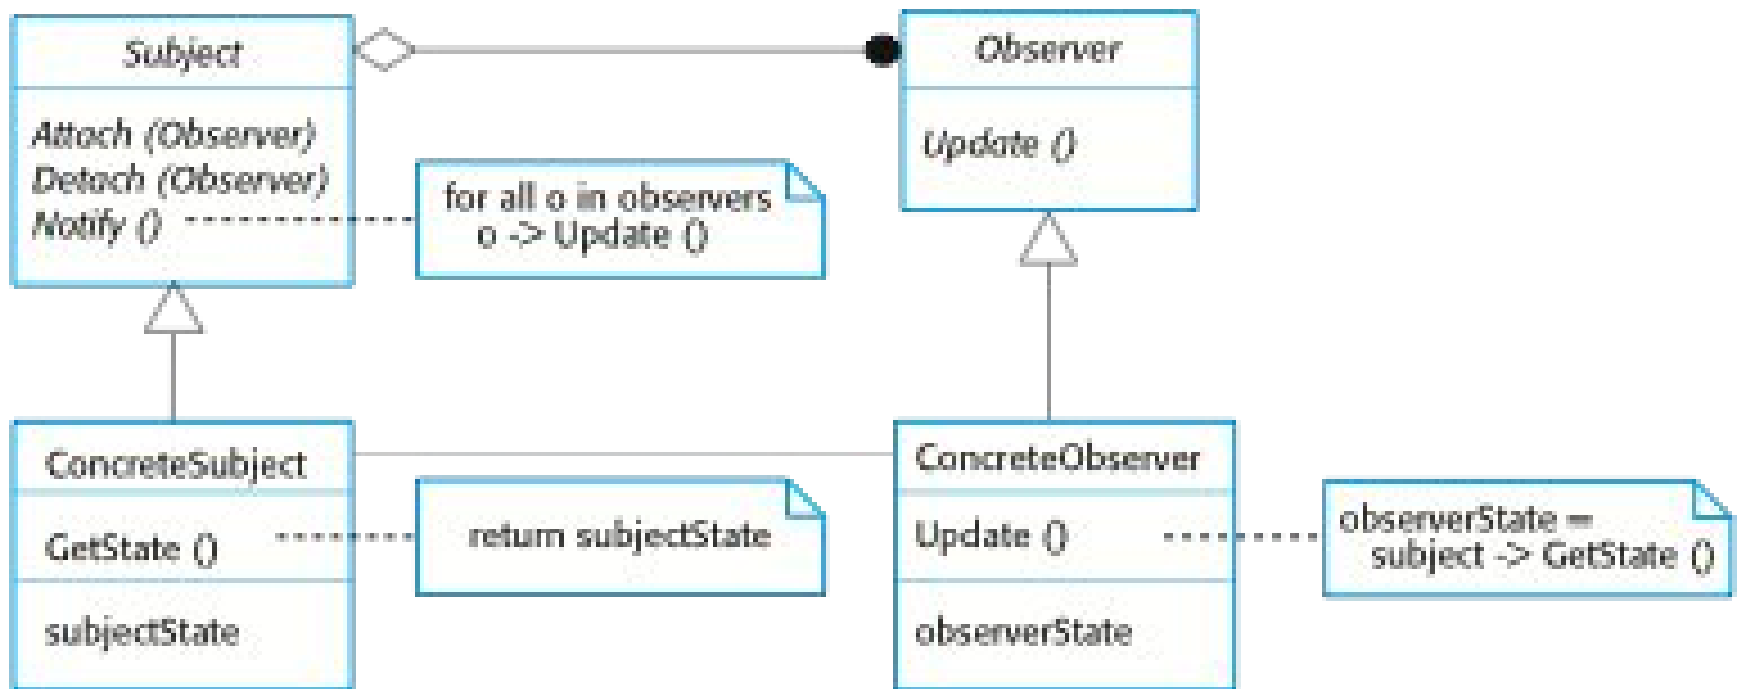 Subject
Attach (Observer)
Detach (Observer)
Notify ()
for all o in observers
o -> Update ()
Observer
Update ()
ConcreteSubject
GetState ()
subjectState
return subjectState
ConcreteObserver
Update ()
observerState
observerState =
subject -> GetState ()